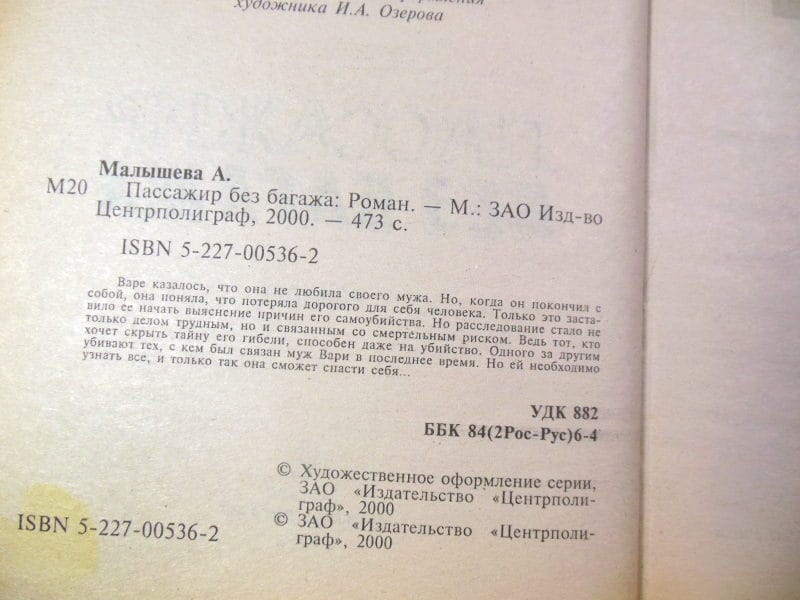 художника И.А. Озерова
Малышева А.
М20 Пассажир без багажа: Роман. — М.: ЗАО Изд-во
Центрполиграф, 2000. — 473 с.
ISBN 5-227-00536-2
Варе казалось, что она не любила своего мужа. Но, когда он покончил с
собой, она поняла, что потеряла дорогого для себя человека. Только это заста-
вило ее начать выяснение причин его самоубийства. Но расследование стало не
только делом трудным, но и связанным со смертельным риском. Ведь тот, кто
хочет скрыть тайну его гибели, способен даже на убийство. Одного за другим
убивают тех, с кем был связан муж Вари в последнее время. Но ей необходимо
узнать все, и только так она сможет спасти себя...
УДК 882
ББК 84(2Рос-Рус)6-4
© Художественное оформление серии,
ЗАО «Издательство «Центрполи-
граф», 2000
© ЗАО «Издательство «Центрполи-
граф», 2000
ISBN 5-227-00536-2